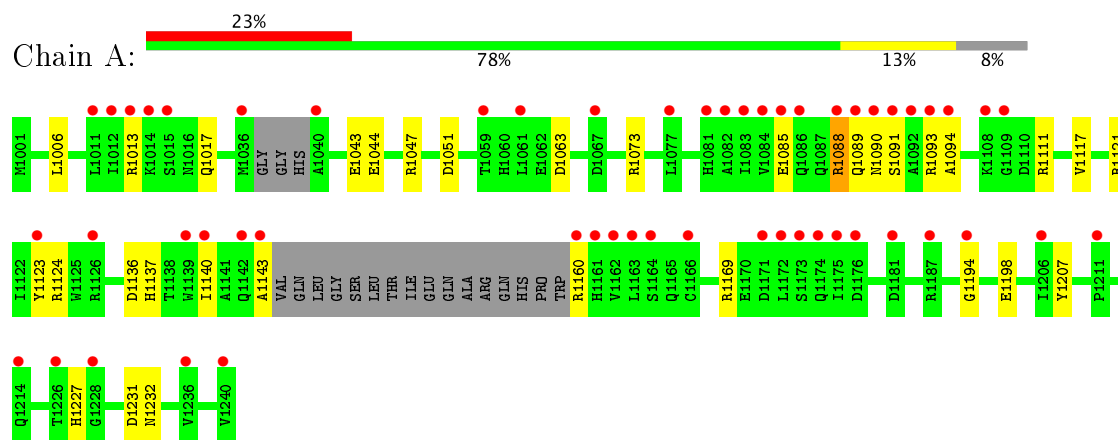 23%
Chain A:
78% 13% 8%
M1001 L1006 L1011 I1012 R1013 K1014 S1015 N1016 Q1017 M1036 GLY GLY HIS A1040 E1043 E1044 R1047 D1051 T1059 H1060 L1061 E1062 D1063 D1067 R1073 L1077 H1081 A1082 I1083 V1084 E1085 Q1086 Q1087 R1088 Q1089 N1090 S1091 A1092 R1093 A1094 K1108 G1109 D1110 R1111 V1117 R1121
I1122 Y1123 R1124 W1125 R1126 D1136 H1137 T1138 W1139 I1140 A1141 Q1142 A1143 VAL GLN LEU GLY SER LEU THR ILE GLU GLN ALA ARG GLN HIS PRO TRP R1160 H1161 V1162 L1163 S1164 Q1165 C1166 R1169 E1170 D1171 L1172 S1173 Q1174 I1175 D1176 D1181 R1187 G1194 E1198 I1206 Y1207 P1211
Q1214 T1226 H1227 G1228 D1231 N1232 V1236 V1240